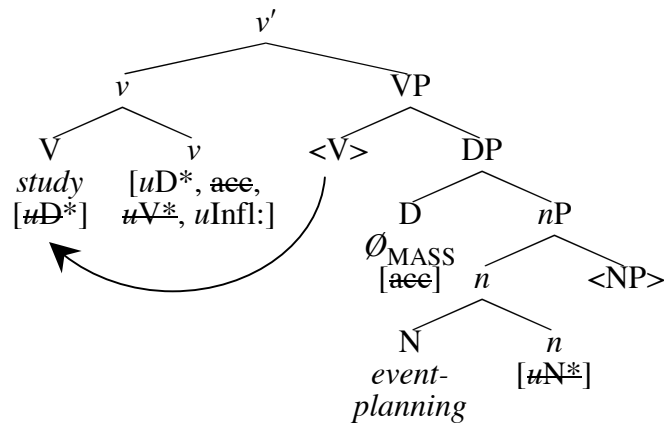 v′
v VP
V v <V> DP
study [uD*, acc, D nP
[uD*] uV*, uInfl:] ØMASS
[acc] n <NP>
N n
event- [uN*]
planning